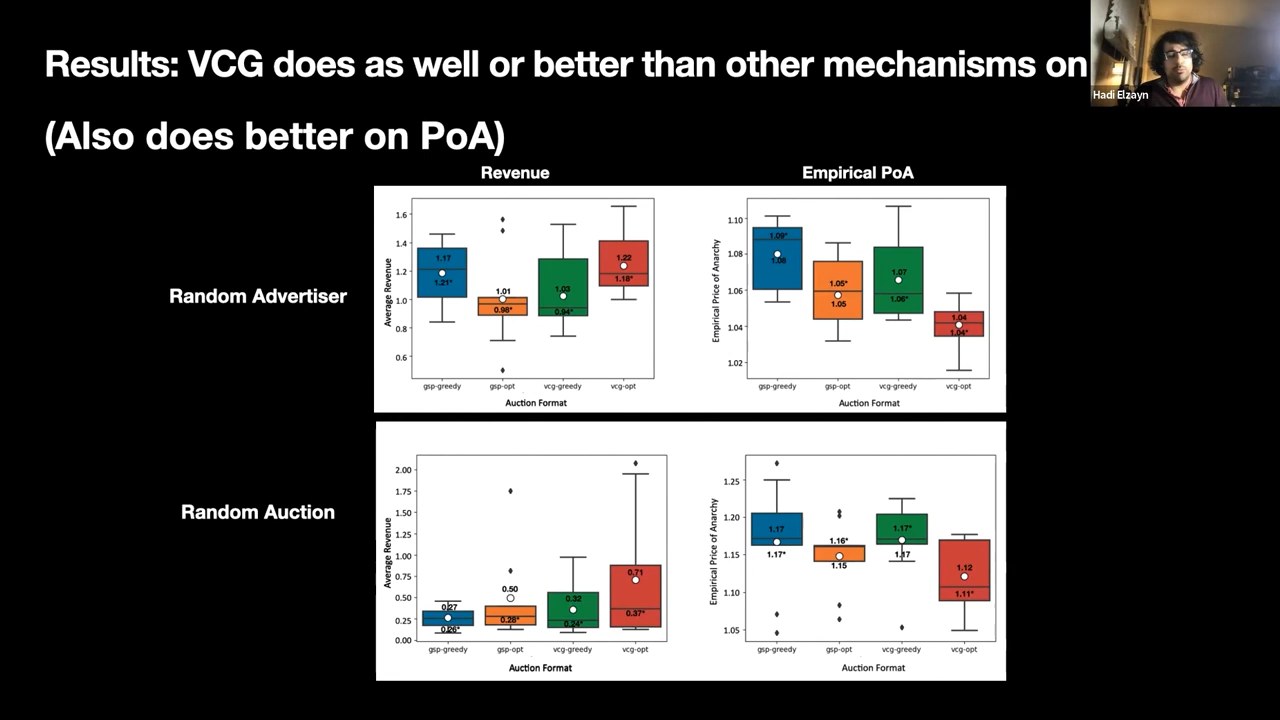 Results: VCG does as well or better than other mechanisms on
Hadi Elzayn
(Also does better on PoA)
Revenue
Empirical PoA
Random Advertiser
Average Revenue
1.6
1.4
1.2
1.0
0.8
0.6
1.17
1.21*
1.01
0.98*
1.03
0.94*
1.22
1.18*
gsp-greedy
gsp-opt
vcg-greedy
vcg-opt
Auction Format
Empirical Price of Anarchy
1.10
1.08
1.06
1.04
1.02
1.09*
1.08
1.05*
1.05
1.07
1.06*
1.04
1.04*
gsp-greedy
gsp-opt
vcg-greedy
vcg-opt
Auction Format
Random Auction
Average Revenue
2.00
1.75
1.50
1.25
1.00
0.75
0.50
0.25
0.00
0.27
0.26*
0.50
0.28*
0.32
0.24*
0.71
0.37*
gsp-greedy
gsp-opt
vcg-greedy
vcg-opt
Auction Format
Empirical Price of Anarchy
1.25
1.20
1.15
1.10
1.05
1.17
1.17*
1.16*
1.15
1.17*
1.17
1.12
1.11*
gsp-greedy
gsp-opt
vcg-greedy
vcg-opt
Auction Format